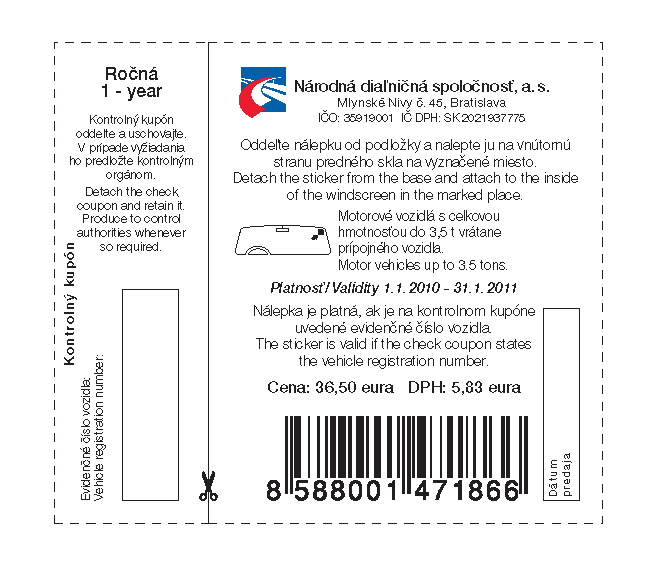 Ročná
1 - year
Kontrolný kupón
oddeľte a uschovajte.
V prípade vyžiadania
ho predložte kontrolným
orgánom.
Detach the check
coupon and retain it.
Produce to control
authorities whenever
so required.
Kontrolný kupón
Evidenčné číslo vozidla:
Vehicle registration number:
Národná diaľničná spoločnosť, a. s.
Mlynské Nivy č. 45, Bratislava
IČO: 35919001 IČ DPH: SK2021937775
Oddeľte nálepku od podložky a nalepte ju na vnútornú
stranu predného skla na vyznačené miesto.
Detach the sticker from the base and attach to the inside
of the windscreen in the marked place.
Motorové vozidlá s celkovou
hmotnosťou do 3,5 t vrátane
prípojného vozidla.
Motor vehicles up to 3.5 tons.
Platnosť/Validity 1.1.2010 – 31.1.2011
Nálepka je platná, ak je na kontrolnom kupóne
uvedené evidenčné číslo vozidla.
The sticker is valid if the check coupon states
the vehicle registration number.
Cena: 36,50 eura DPH: 5,83 eura
8 588001 471866
Dátum
predaja